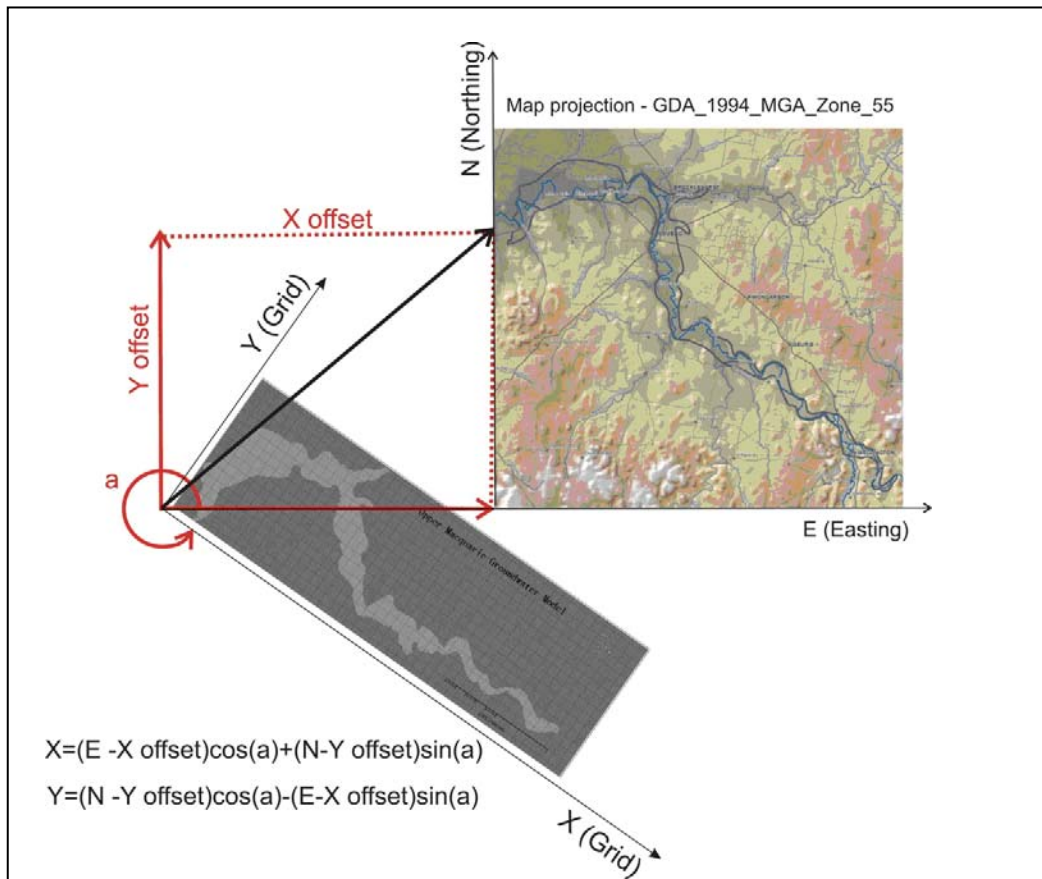 Map projection - GDA_1994_MGA_Zone_55
N (Northing)
X offset
Y offset
Y (Grid)
a
E (Easting)
Upper Macquarie Groundwater Model
X=(E -X offset)cos(a)+(N-Y offset)sin(a)
Y=(N -Y offset)cos(a)-(E-X offset)sin(a)
X (Grid)